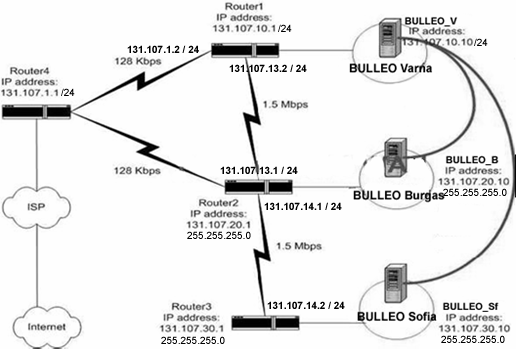 Router1
IP address:
131.107.10.1/24
131.107.1.2 / 24
128 Kbps
131.107.13.2 / 24
BULLEO_V
IP address:
131.107.10.10/24
BULLEO Varna
Router4
IP address:
131.107.1.1/24
1.5 Mbps
128 Kbps
131.107.13.1 / 24
BULLEO_B
IP address:
131.107.20.10
255.255.255.0
BULLEO Burgas
Router2
IP address:
131.107.20.1
255.255.255.0
131.107.14.1 / 24
ISP
1.5 Mbps
Internet
Router3
IP address:
131.107.30.1
255.255.255.0
131.107.14.2 / 24
BULLEO Sofia
BULLEO_Sf
IP address:
131.107.30.10
255.255.255.0